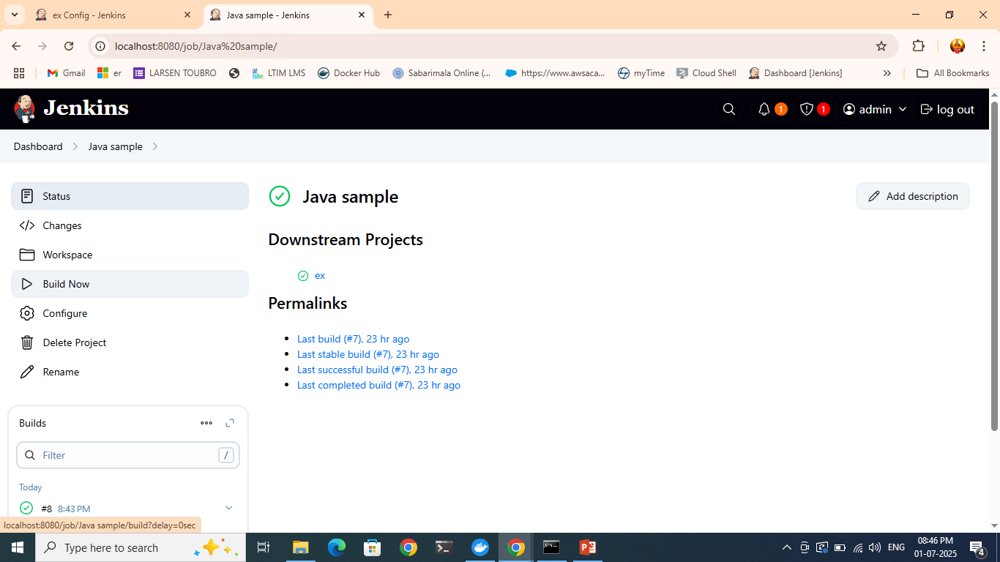 ex Config - Jenkins
Java sample - Jenkins
localhost:8080/job/Java%20sample/
Gmail
er
LARSEN TOUBRO
LTIM LMS
Docker Hub
Sabarimala Online (...
https://www.awsaca...
myTime
Cloud Shell
Dashboard [Jenkins]
All Bookmarks
Jenkins
1
1
admin
log out
Dashboard
Java sample
Status
Changes
Workspace
Build Now
Configure
Delete Project
Rename
Builds
Filter
/
Today
#8 8:43 PM
Java sample
Add description
Downstream Projects
ex
Permalinks
Last build (#7), 23 hr ago
Last stable build (#7), 23 hr ago
Last successful build (#7), 23 hr ago
Last completed build (#7), 23 hr ago
localhost:8080/job/Java sample/build?delay=0sec
Type here to search
ENG
08:46 PM
01-07-2025
4